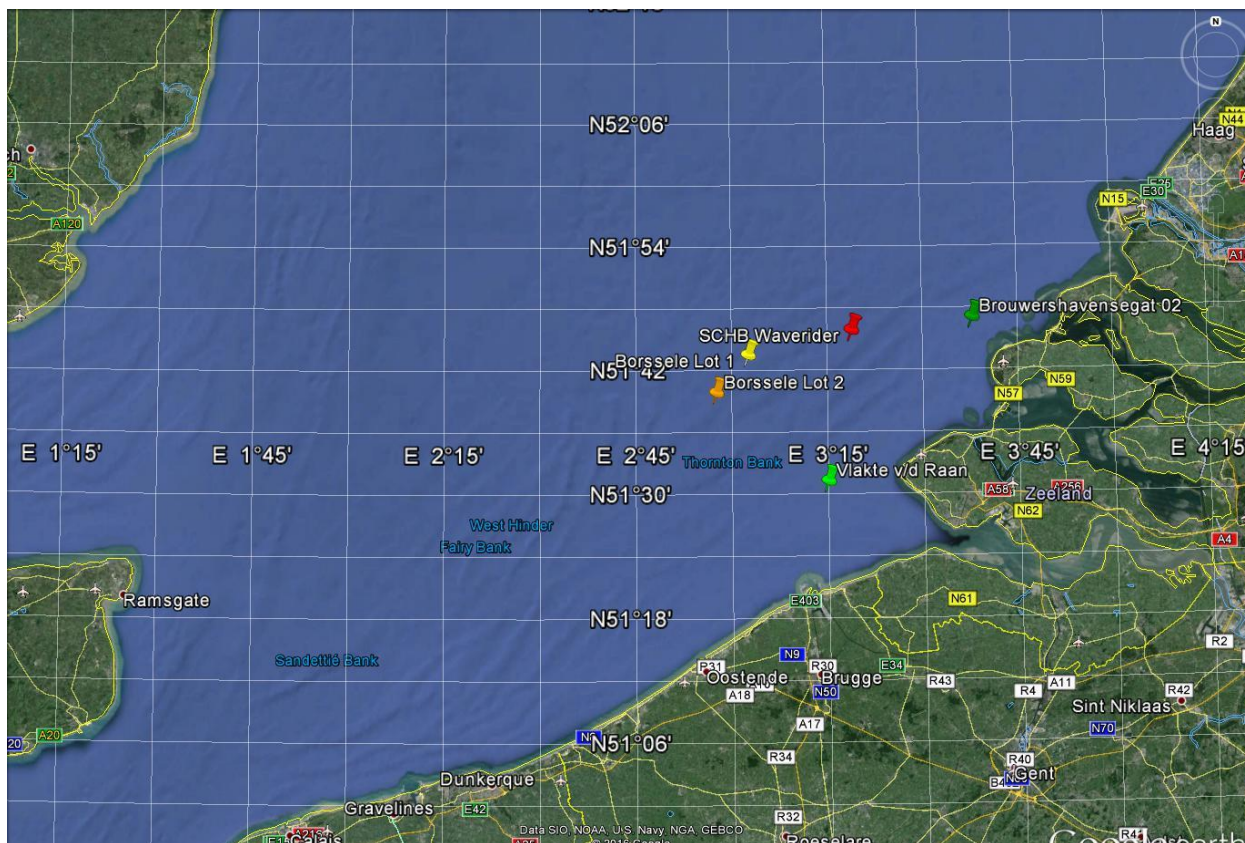 N52°06'
Haag
N44
E25
E30
N15
A120
N51°54'
Brouwershavensegat 02
SCHB Waverider
Borssele Lot 1
N51°42'
Borssele Lot 2
N59
N57
E 1°15'
E 1°45'
E 2°15'
E 2°45'
Thornton Bank
E 3°15'
E 3°45'
E 4°15'
Vlakte v/d Raan
N51°30'
A58
A256
Zeeland
N62
West Hinder
Fairy Bank
A4
Ramsgate
E403
N61
N51°18'
R2
Sandettié Bank
N9
R31
R30
E34
Oostende
Brugge
A18
N50
R43
R4
A11
R42
Sint Niklaas
A17
N70
A20
N51°06'
R34
R40
Gent
Dunkerque
Gravelines
E42
R32
Data SIO, NOAA, U.S. Navy, NGA, GEBCO
Calais
Roeselare